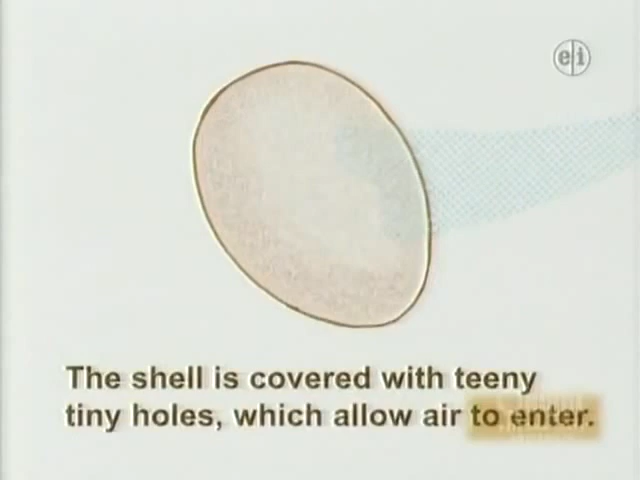 e|i
The shell is covered with teeny
tiny holes, which allow air to enter.